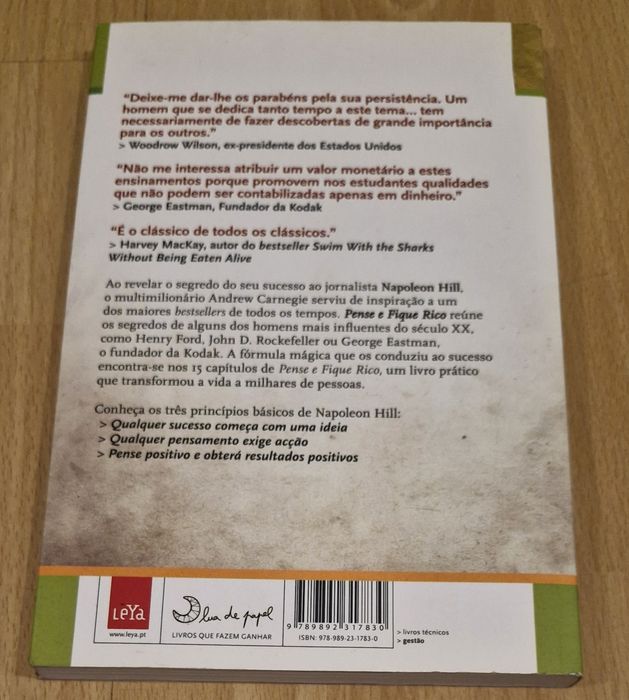 “Deixe-me dar-lhe os parabéns pela sua persistência. Um
homem que se dedica tanto tempo a este tema... tem
necessariamente de fazer descobertas de grande importância
para os outros.”
> Woodrow Wilson, ex-presidente dos Estados Unidos
“Não me interessa atribuir um valor monetário a estes
ensinamentos porque promovem nos estudantes qualidades
que não podem ser contabilizadas apenas em dinheiro.”
> George Eastman, Fundador da Kodak
“É o clássico de todos os clássicos.”
> Harvey MacKay, autor do bestseller Swim With the Sharks
Without Being Eaten Alive
Ao revelar o segredo do seu sucesso ao jornalista Napoleon Hill,
o multimilionário Andrew Carnegie serviu de inspiração a um
dos maiores bestsellers de todos os tempos. Pense e Fique Rico reúne
os segredos de alguns dos homens mais influentes do século XX,
como Henry Ford, John D. Rockefeller ou George Eastman,
o fundador da Kodak. A fórmula mágica que os conduziu ao sucesso
encontra-se nos 15 capítulos de Pense e Fique Rico, um livro prático
que transformou a vida a milhares de pessoas.
Conheça os três princípios básicos de Napoleon Hill:
> Qualquer sucesso começa com uma ideia
> Qualquer pensamento exige acção
> Pense positivo e obterá resultados positivos
LeYa
www.leya.pt
lua de papel
LIVROS QUE FAZEM GANHAR
9 789892 317830
ISBN: 978-989-23-1783-0
> livros técnicos
> gestão